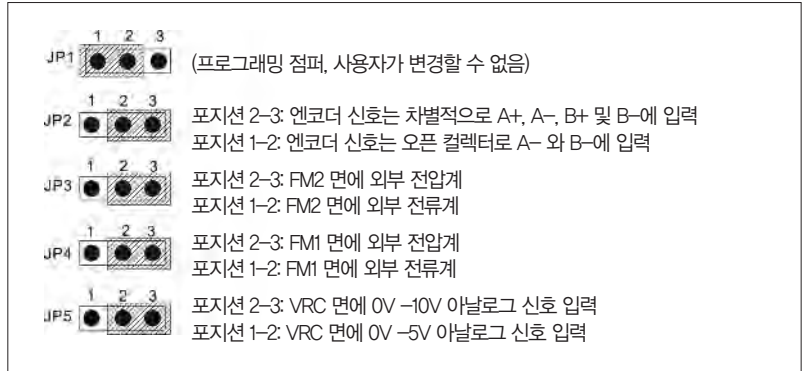 1 2 3
JP1 (프로그래밍 점퍼, 사용자가 변경할 수 없음)
1 2 3
JP2 포지션 2–3: 엔코더 신호는 차별적으로 A+, A–, B+ 및 B–에 입력
포지션 1–2: 엔코더 신호는 오픈 컬렉터로 A– 와 B–에 입력
1 2 3
JP3 포지션 2–3: FM2 면에 외부 전압계
포지션 1–2: FM2 면에 외부 전류계
1 2 3
JP4 포지션 2–3: FM1 면에 외부 전압계
포지션 1–2: FM1 면에 외부 전류계
1 2 3
JP5 포지션 2–3: VRC 면에 0V –10V 아날로그 신호 입력
포지션 1–2: VRC 면에 0V –5V 아날로그 신호 입력